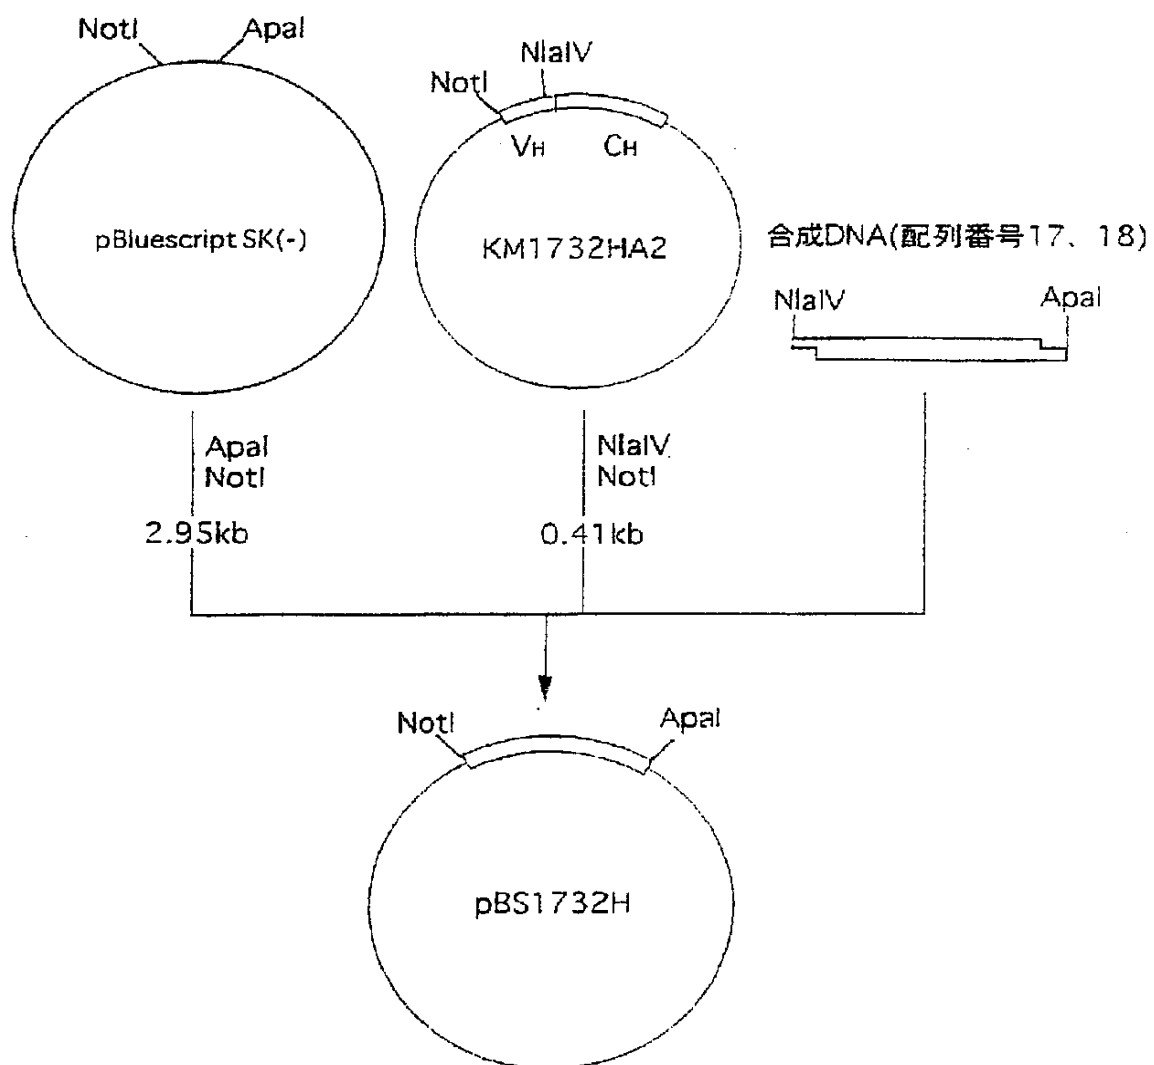 NotI
ApaI
pBluescript SK(-)
NotI
NlaIV
VH
CH
KM1732HA2
合成DNA(配列番号17、18)
NlaIV
ApaI
ApaI
NotI
2.95kb
NlaIV
NotI
0.41kb
NotI
ApaI
pBS1732H